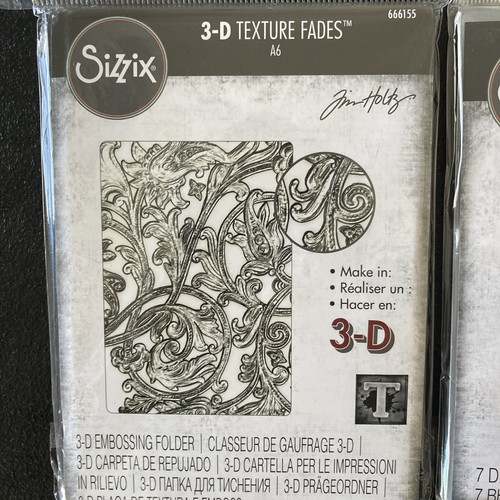 666155
3-D TEXTURE FADES™
A6
Sizzix
Tim Holtz
• Make in:
• Réaliser un :
• Hacer en:
3-D
T
3-D EMBOSSING FOLDER | CLASSEUR DE GAUFRAGE 3-D |
3-D CARPETA DE REPUJADO | 3-D CARTELLA PER LE IMPRESSIONI
IN RILIEVO | 3-D ПАПКА ДЛЯ ТИСНЕНИЯ | 3-D PRÄGEORDNER |
7 D